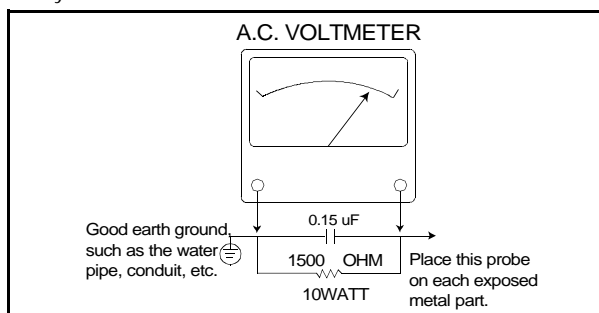 A.C. VOLTMETER
0.15 uF
Good earth ground,
such as the water
pipe, conduit, etc.
1500 OHM
10WATT
Place this probe
on each exposed
metal part.